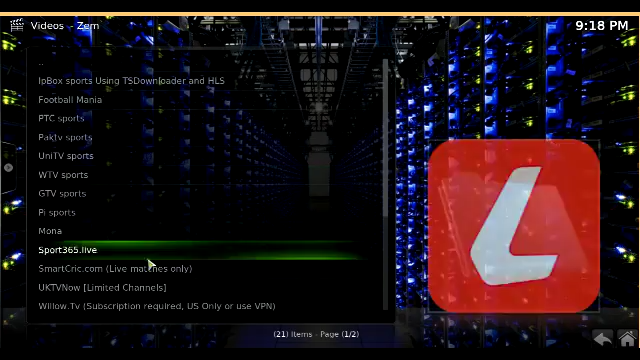 Videos - Zem
9:18 PM
..
IpBox sports Using TSDownloader and HLS
Football Mania
PTC sports
Paktv sports
UniTV sports
WTV sports
GTV sports
Pi sports
Mona
Sport365.live
SmartCric.com (Live matches only)
UKTVNow [Limited Channels]
Willow.Tv (Subscription required, US Only or use VPN)
(21) Items - Page (1/2)